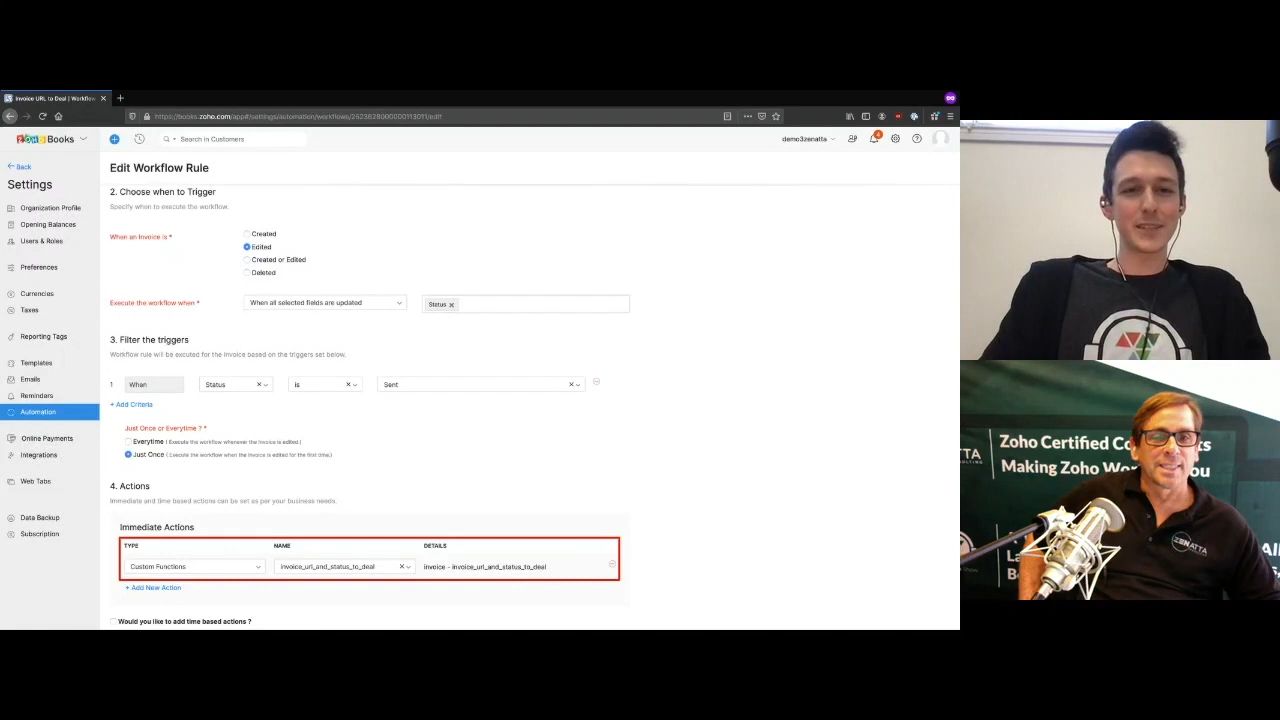 Invoice URL to Deal | Workflow
https://books.zoho.com/app#/settings/automation/workflows/2523628000000113011/edit
ZOHO Books
Search in Customers
demo3zenatta
4
Back
Settings
Organization Profile
Opening Balances
Users & Roles
Preferences
Currencies
Taxes
Reporting Tags
Templates
Emails
Reminders
Automation
Online Payments
Integrations
Web Tabs
Data Backup
Subscription
Edit Workflow Rule
2. Choose when to Trigger
Specify when to execute the workflow.
When an Invoice is *
Created
Edited
Created or Edited
Deleted
Execute the workflow when *
When all selected fields are updated
Status
3. Filter the triggers
Workflow rule will be excuted for the Invoice based on the triggers set below.
1 When Status is Sent
+ Add Criteria
Just Once or Everytime ? *
Everytime ( Execute the workflow whenever the Invoice is edited.)
Just Once ( Execute the workflow when the Invoice is edited for the first time.)
4. Actions
Immediate and time based actions can be set as per your business needs.
Immediate Actions
TYPE NAME DETAILS
Custom Functions invoice_url_and_status_to_deal invoice - invoice_url_and_status_to_deal
+ Add New Action
Would you like to add time based actions ?
Zoho Certified
Making Zoho
ZENATTA